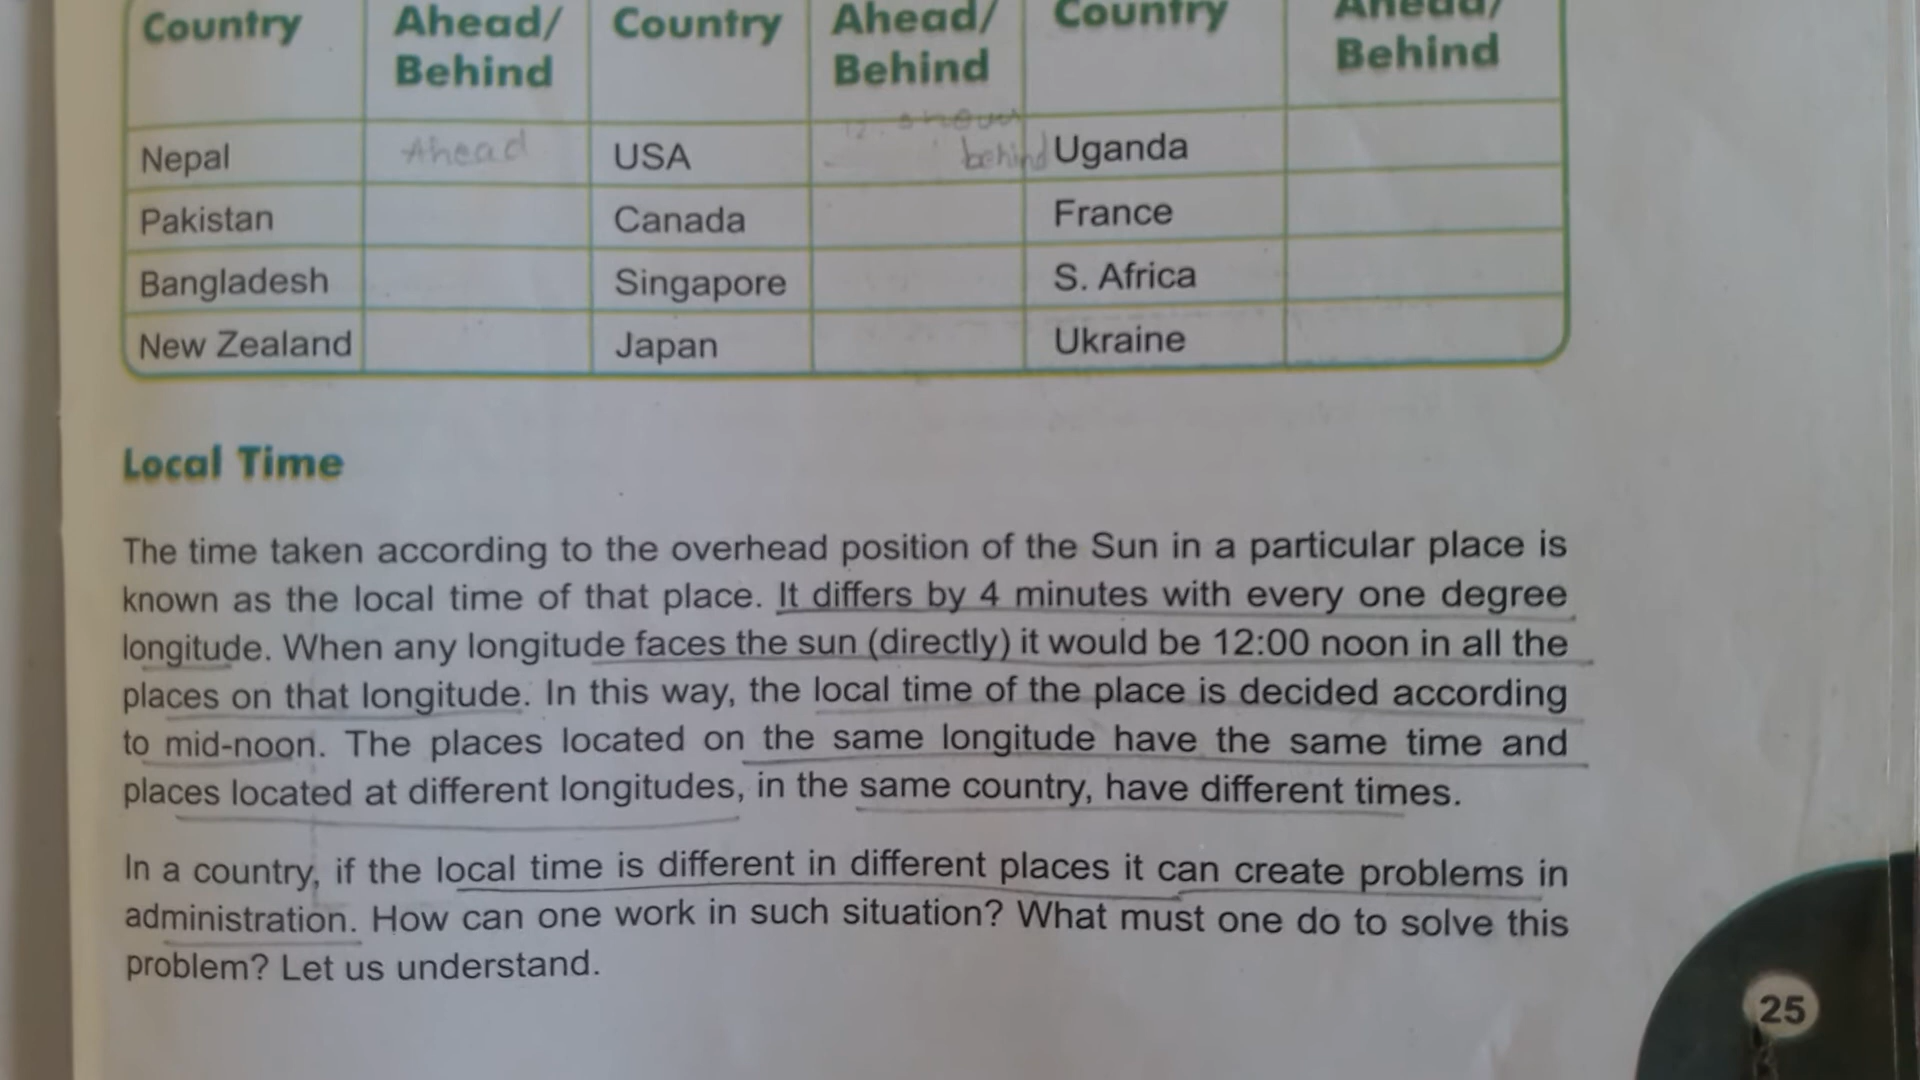 Country Ahead/ Country Ahead/ Country Ahead/
Behind Behind Behind
Nepal Ahead USA behind Uganda
Pakistan Canada France
Bangladesh Singapore S. Africa
New Zealand Japan Ukraine
Local Time
The time taken according to the overhead position of the Sun in a particular place is
known as the local time of that place. It differs by 4 minutes with every one degree
longitude. When any longitude faces the sun (directly) it would be 12:00 noon in all the
places on that longitude. In this way, the local time of the place is decided according
to mid-noon. The places located on the same longitude have the same time and
places located at different longitudes, in the same country, have different times.
In a country, if the local time is different in different places it can create problems in
administration. How can one work in such situation? What must one do to solve this
problem? Let us understand.
25